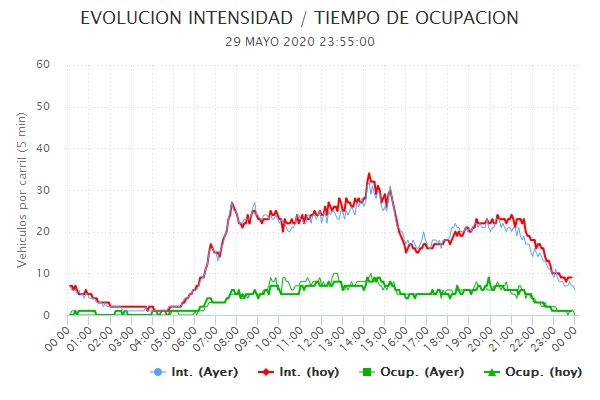 EVOLUCION INTENSIDAD / TIEMPO DE OCUPACION
29 MAYO 2020 23:55:00
Vehículos por carril (5 min)
60
50
40
30
20
10
0
00:00 01:00 02:00 03:00 04:00 05:00 06:00 07:00 08:00 09:00 10:00 11:00 12:00 13:00 14:00 15:00 16:00 17:00 18:00 19:00 20:00 21:00 22:00 23:00 00:00
Int. (Ayer) Int. (hoy) Ocup. (Ayer) Ocup. (hoy)